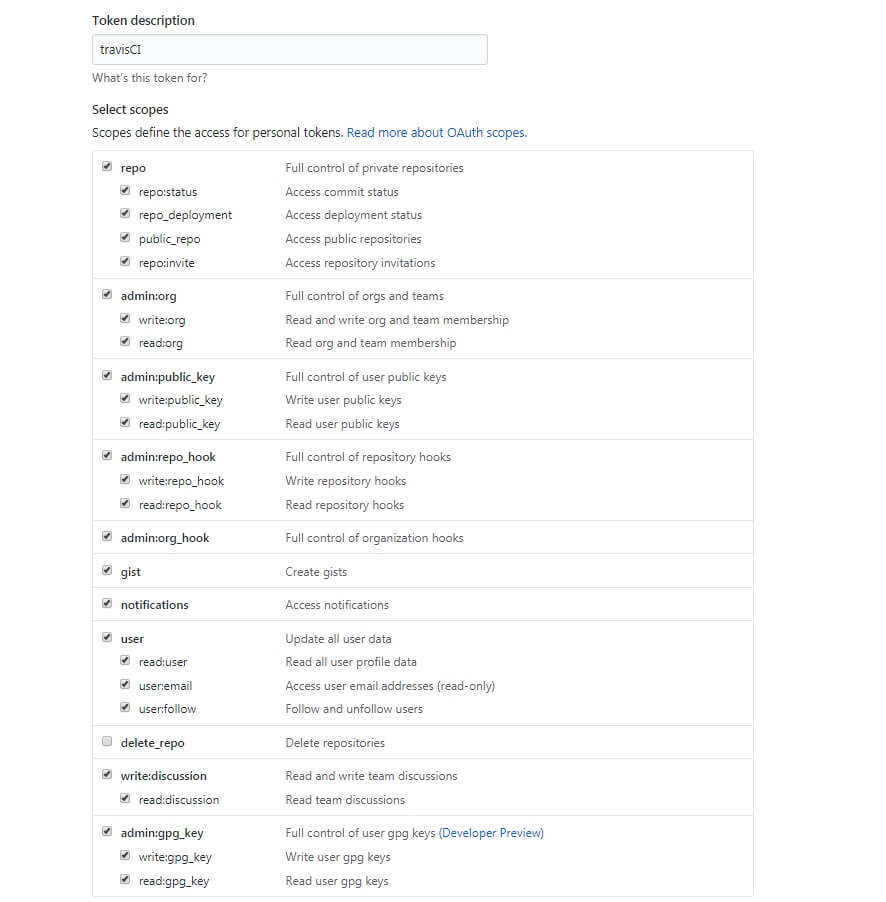 Token description
travisCI
What's this token for?
Select scopes
Scopes define the access for personal tokens. Read more about OAuth scopes.
repo Full control of private repositories
repo:status Access commit status
repo_deployment Access deployment status
public_repo Access public repositories
repo:invite Access repository invitations
admin:org Full control of orgs and teams
write:org Read and write org and team membership
read:org Read org and team membership
admin:public_key Full control of user public keys
write:public_key Write user public keys
read:public_key Read user public keys
admin:repo_hook Full control of repository hooks
write:repo_hook Write repository hooks
read:repo_hook Read repository hooks
admin:org_hook Full control of organization hooks
gist Create gists
notifications Access notifications
user Update all user data
read:user Read all user profile data
user:email Access user email addresses (read-only)
user:follow Follow and unfollow users
delete_repo Delete repositories
write:discussion Read and write team discussions
read:discussion Read team discussions
admin:gpg_key Full control of user gpg keys (Developer Preview)
write:gpg_key Write user gpg keys
read:gpg_key Read user gpg keys